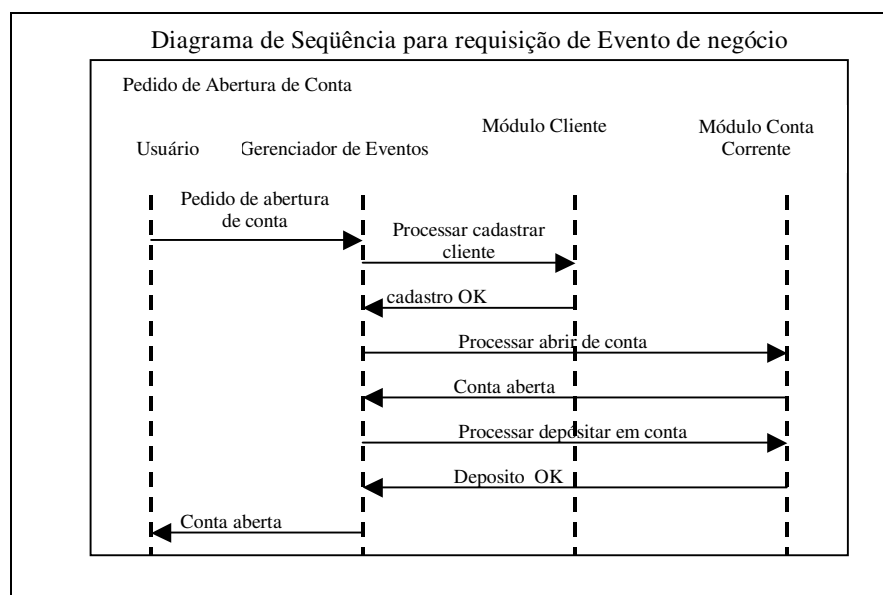 Diagrama de Seqüência para requisição de Evento de negócio
Pedido de Abertura de Conta
Usuário
Gerenciador de Eventos
Módulo Cliente
Módulo Conta
Corrente
Pedido de abertura
de conta
Processar cadastrar
cliente
cadastro OK
Processar abrir de conta
Conta aberta
Processar depósitar em conta
Deposito OK
Conta aberta